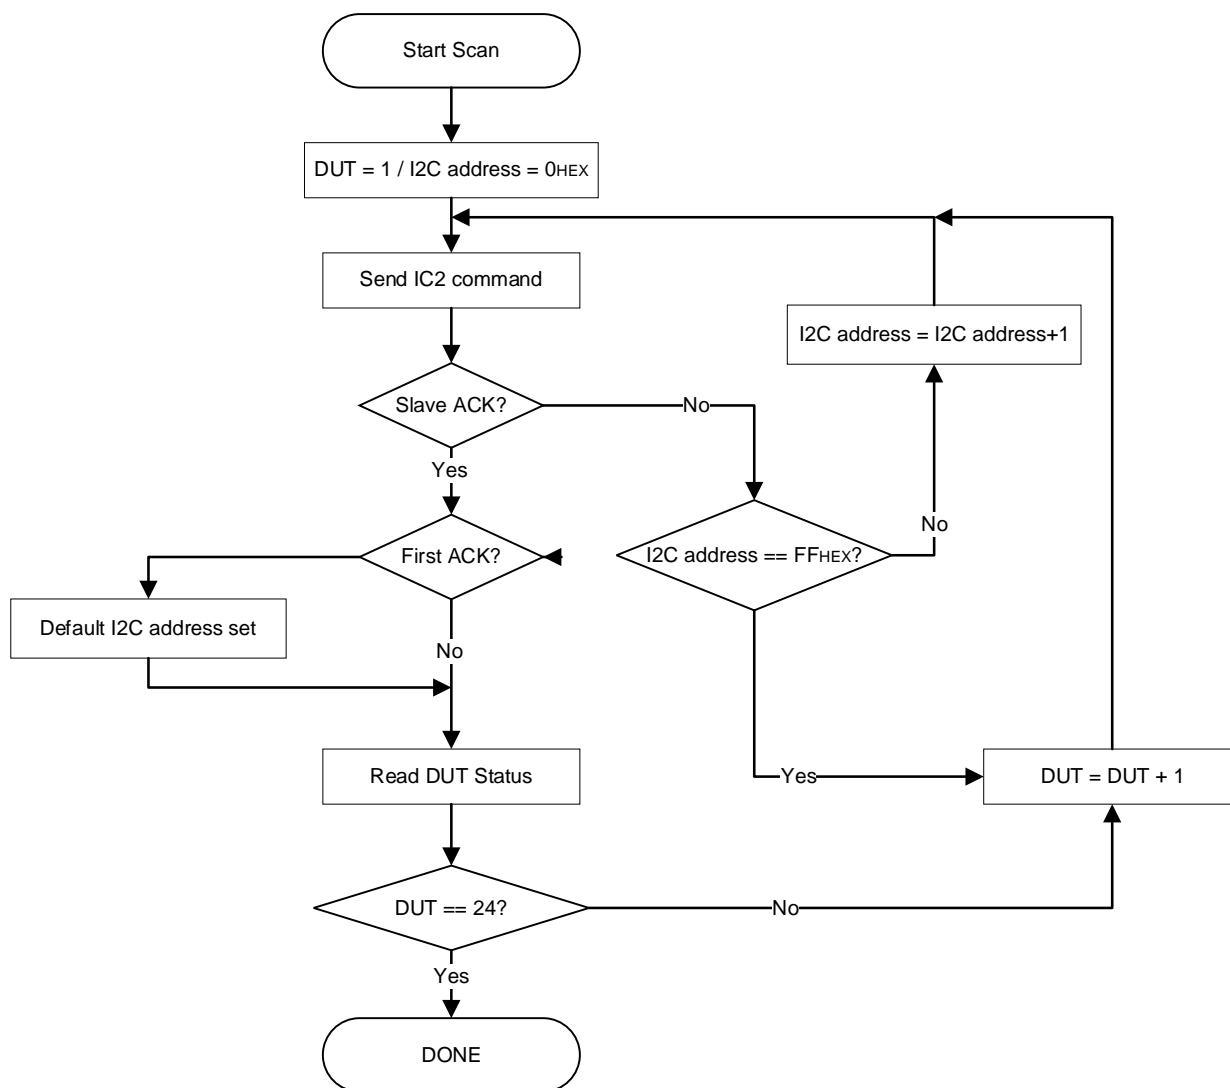 Start Scan
DUT = 1 / I2C address = 0HEX
Send IC2 command
I2C address = I2C address+1
Slave ACK?
No
Yes
No
First ACK?
I2C address == FFHEX?
Default I2C address set
No
Read DUT Status
Yes
DUT = DUT + 1
DUT == 24?
No
Yes
DONE